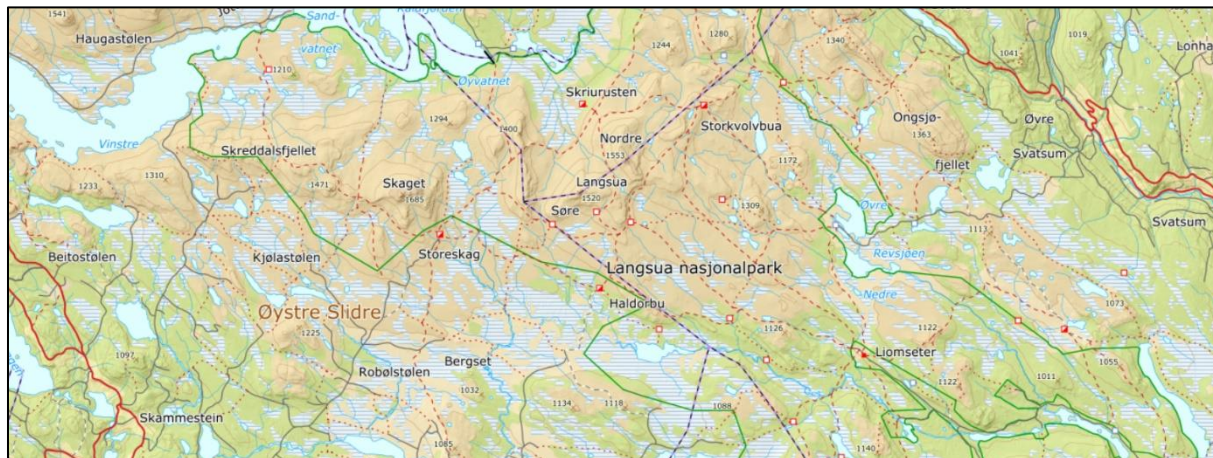 1541
Haugastølen
Sand-
vatnet
1210
Øyvatnet
1244
1280
1340
1041
1019
Skriurusten
Storkvolvbua
Ongsjø-
1363
fjellet
Øvre
Svatsum
Vinstre
1294
1400
Nordre
1553
Skreddalsfjellet
1310
1233
1471
Skaget
1685
Langsua
1520
1172
1309
Søre
Øvre
1113
Svatsum
Beitostølen
Kjølastølen
Storeskag
Langsua nasjonalpark
Revsjøen
Nedre
1073
Haldorbu
Øystre Slidre
1225
1126
1122
1097
Bergset
Robølstølen
1032
Liomseter
1055
1122
1011
Skammestein
1134
1118
1088
1085
1140